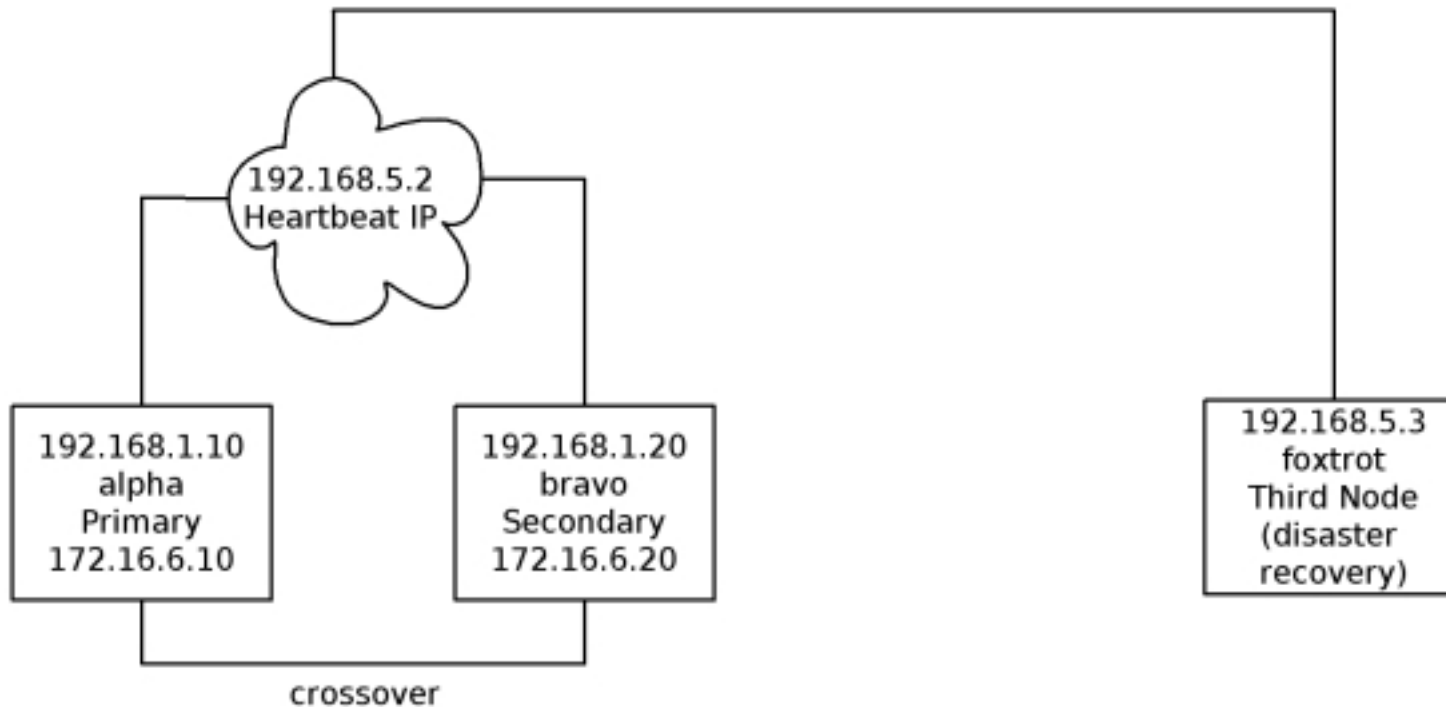 192.168.5.2
Heartbeat IP
192.168.1.10
alpha
Primary
172.16.6.10
192.168.1.20
bravo
Secondary
172.16.6.20
192.168.5.3
foxtrot
Third Node
(disaster
recovery)
crossover